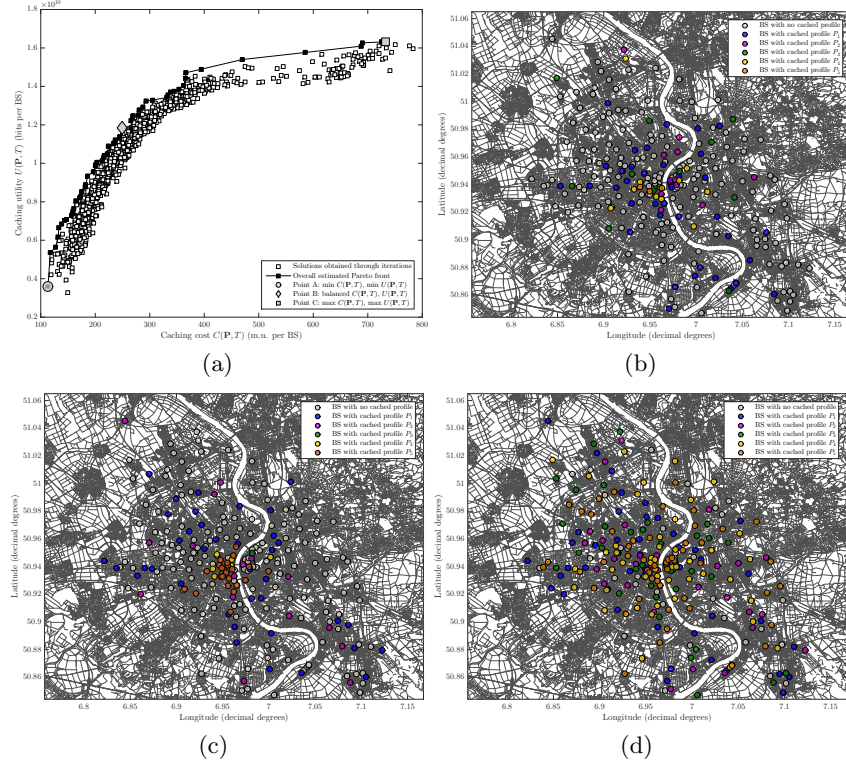 × 10¹⁰
1.8
1.6
1.4
1.2
1
0.8
0.6
0.4
0.2
100 200 300 400 500 600 700 800
Caching utility U(P, T) (bits per BS)
Caching cost C(P, T) (m.u. per BS)
Solutions obtained through iterations
Overall estimated Pareto front
Point A: min C(P, T), min U(P, T)
Point B: balanced C(P, T), U(P, T)
Point C: max C(P, T), max U(P, T)
(a)
51.06
51.04
51.02
51
50.98
50.96
50.94
50.92
50.9
50.88
50.86
6.8 6.85 6.9 6.95 7 7.05 7.1 7.15
Latitude (decimal degrees)
Longitude (decimal degrees)
BS with no cached profile
BS with cached profile P₁
BS with cached profile P₂
BS with cached profile P₃
BS with cached profile P₄
BS with cached profile P₅
(b)
51.06
51.04
51.02
51
50.98
50.96
50.94
50.92
50.9
50.88
50.86
6.8 6.85 6.9 6.95 7 7.05 7.1 7.15
Latitude (decimal degrees)
Longitude (decimal degrees)
BS with no cached profile
BS with cached profile P₁
BS with cached profile P₂
BS with cached profile P₃
BS with cached profile P₄
BS with cached profile P₅
(c)
51.06
51.04
51.02
51
50.98
50.96
50.94
50.92
50.9
50.88
50.86
6.8 6.85 6.9 6.95 7 7.05 7.1 7.15
Latitude (decimal degrees)
Longitude (decimal degrees)
BS with no cached profile
BS with cached profile P₁
BS with cached profile P₂
BS with cached profile P₃
BS with cached profile P₄
BS with cached profile P₅
(d)